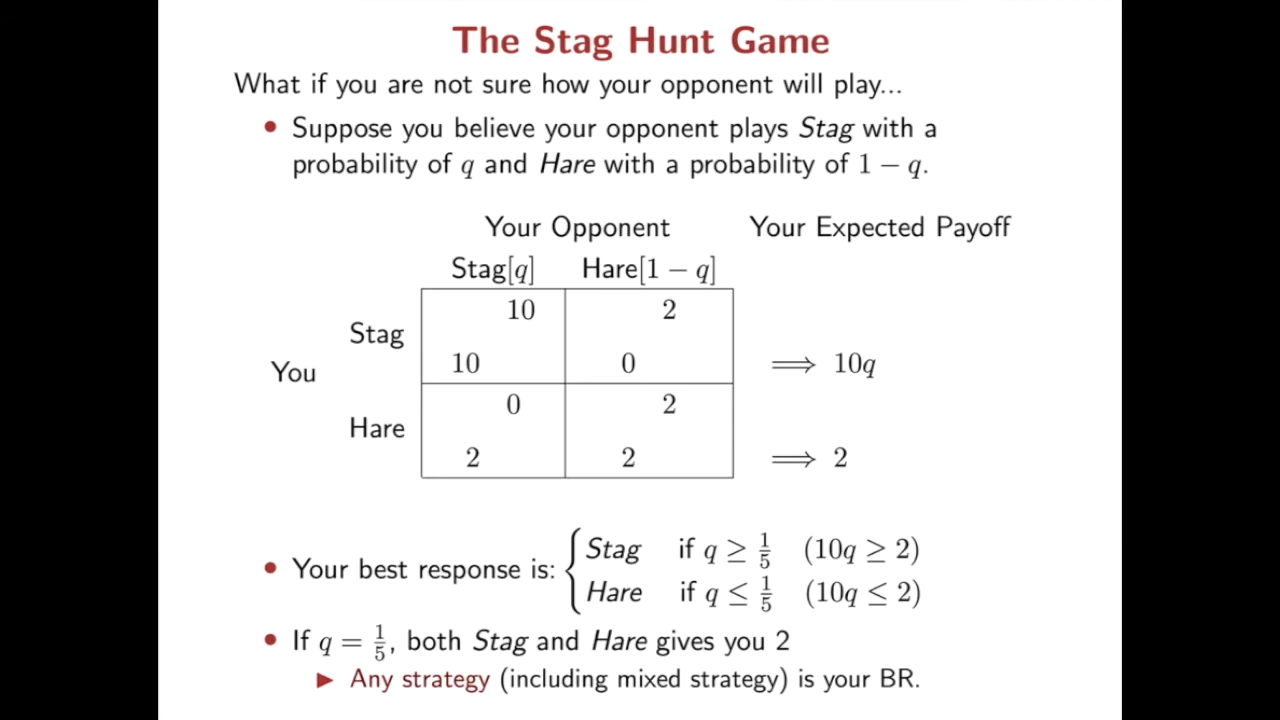 The Stag Hunt Game
What if you are not sure how your opponent will play...
• Suppose you believe your opponent plays Stag with a
probability of q and Hare with a probability of 1 − q.
Your Opponent Your Expected Payoff
Stag[q] Hare[1 − q]
10 2
Stag
10 0 ⟹ 10q
You
0 2
Hare
2 2 ⟹ 2
• Your best response is: { Stag if q ≥ 1/5 (10q ≥ 2)
Hare if q ≤ 1/5 (10q ≤ 2)
• If q = 1/5, both Stag and Hare gives you 2
▶ Any strategy (including mixed strategy) is your BR.